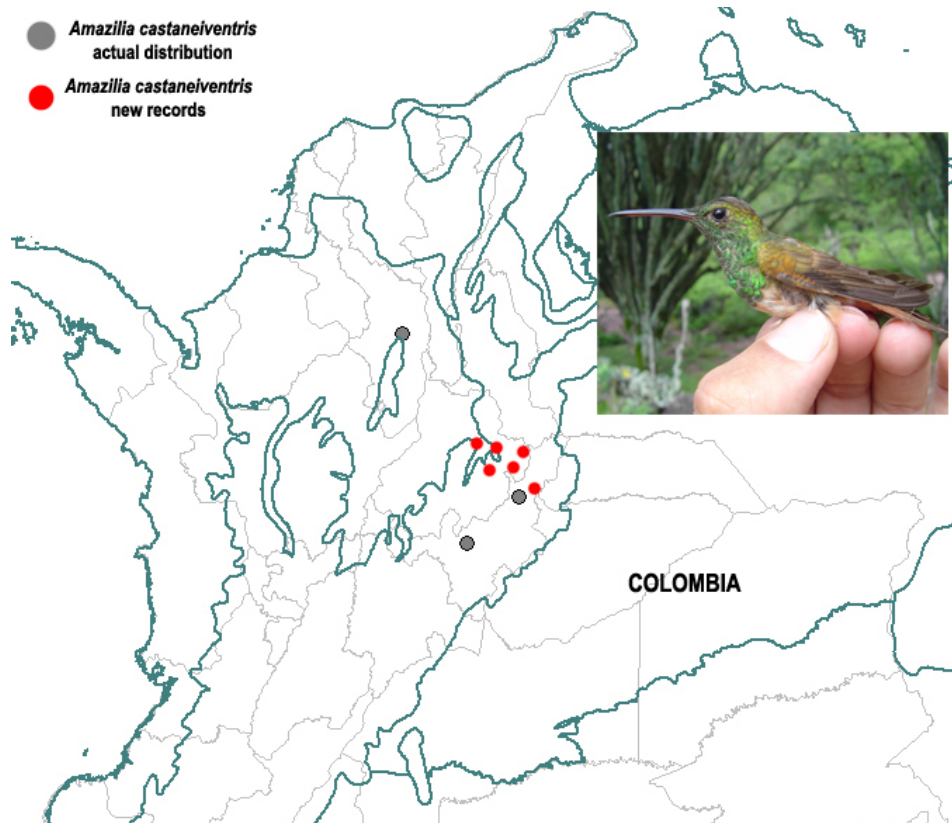 Amazilia castaneiventris
actual distribution
Amazilia castaneiventris
new records
COLOMBIA